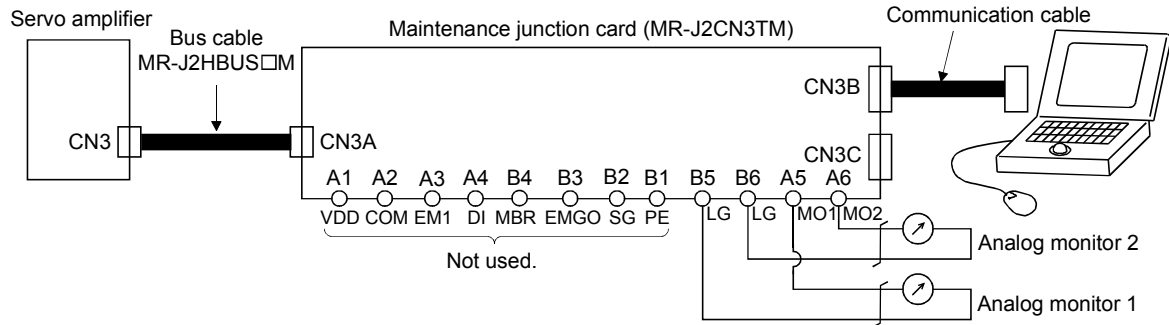 Servo amplifier
Bus cable
MR-J2HBUS□M
Maintenance junction card (MR-J2CN3TM)
Communication cable
CN3
CN3A
CN3B
CN3C
A1 A2 A3 A4 B4 B3 B2 B1 B5 B6 A5 A6
VDD COM EM1 DI MBR EMGO SG PE LG LG MO1 MO2
Not used.
Analog monitor 2
Analog monitor 1